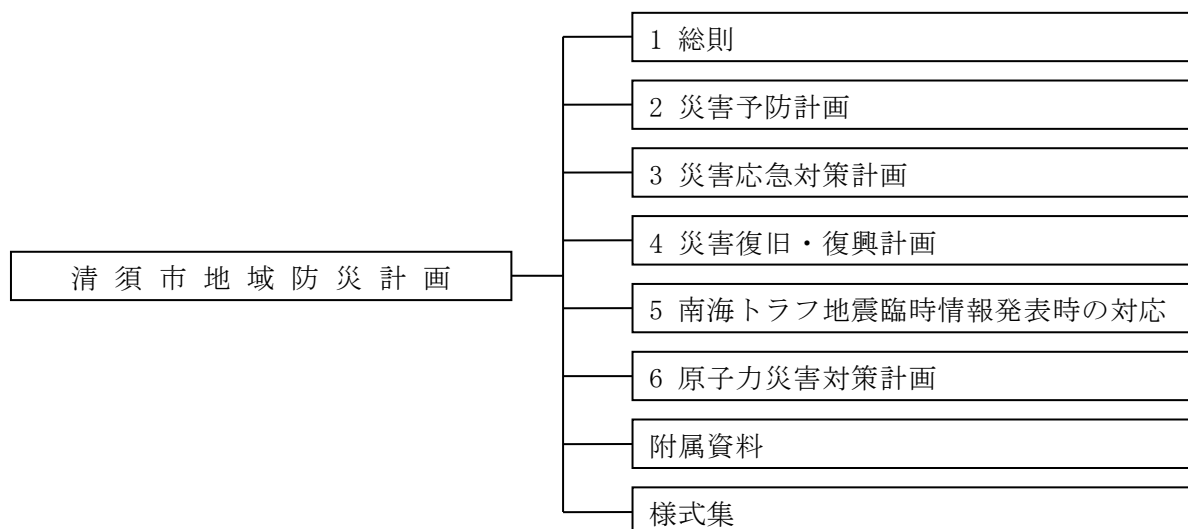 1 総則
2 災害予防計画
3 災害応急対策計画
4 災害復旧・復興計画
清須市地域防災計画
5 南海トラフ地震臨時情報発表時の対応
6 原子力災害対策計画
附属資料
様式集